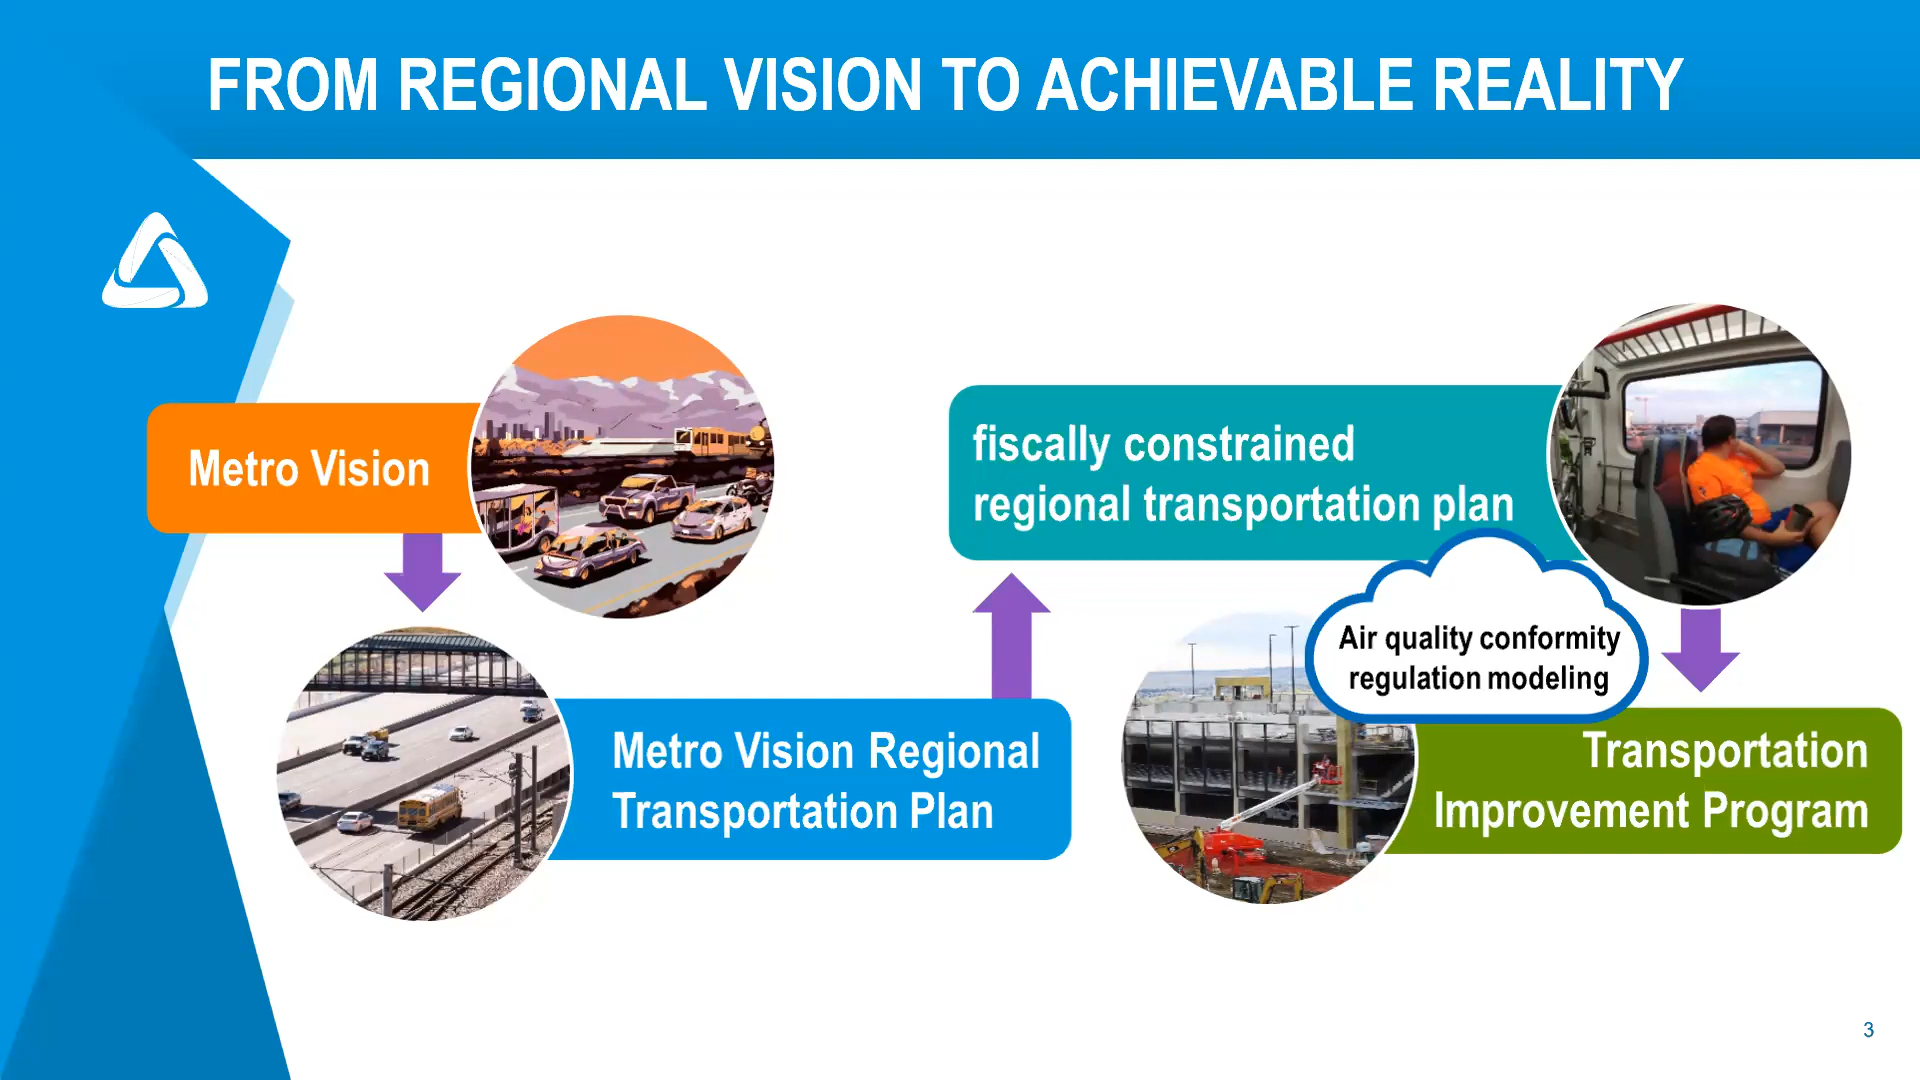 FROM REGIONAL VISION TO ACHIEVABLE REALITY
Metro Vision
Metro Vision Regional
Transportation Plan
fiscally constrained
regional transportation plan
Air quality conformity
regulation modeling
Transportation
Improvement Program
3